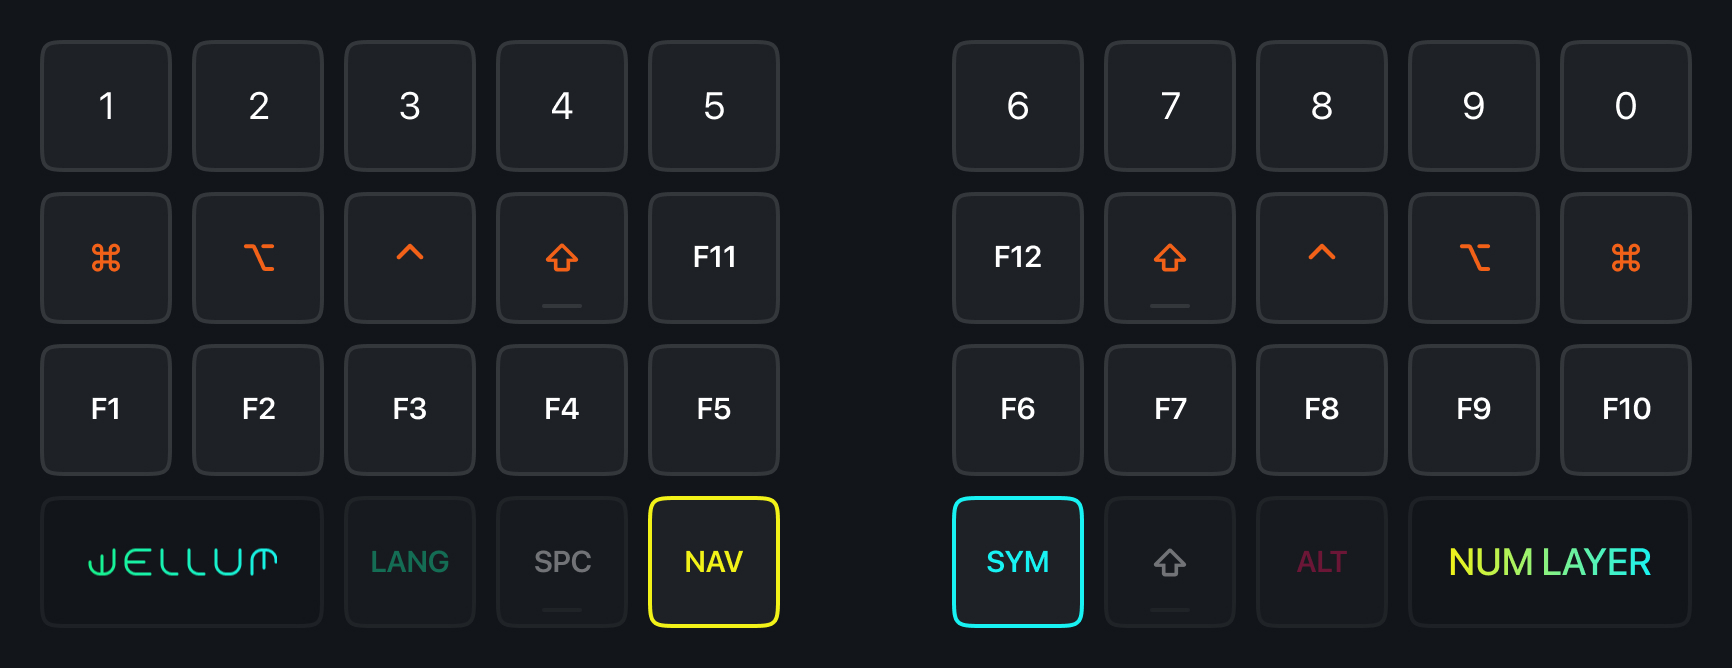 1 2 3 4 5 6 7 8 9 0
⌘ ⌥ ^ ⇧ F11 F12 ⇧ ^ ⌥ ⌘
F1 F2 F3 F4 F5 F6 F7 F8 F9 F10
WELLUM LANG SPC NAV SYM ⇧ ALT NUM LAYER